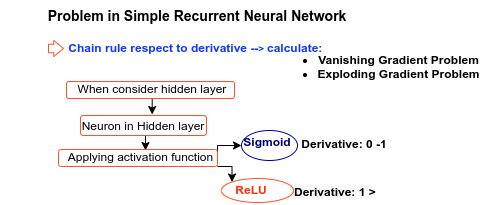 Problem in Simple Recurrent Neural Network
Chain rule respect to derivative --> calculate:
• Vanishing Gradient Problem
• Exploding Gradient Problem
When consider hidden layer
Neuron in Hidden layer
Applying activation function
Sigmoid
Derivative: 0 -1
ReLU
Derivative: 1 >